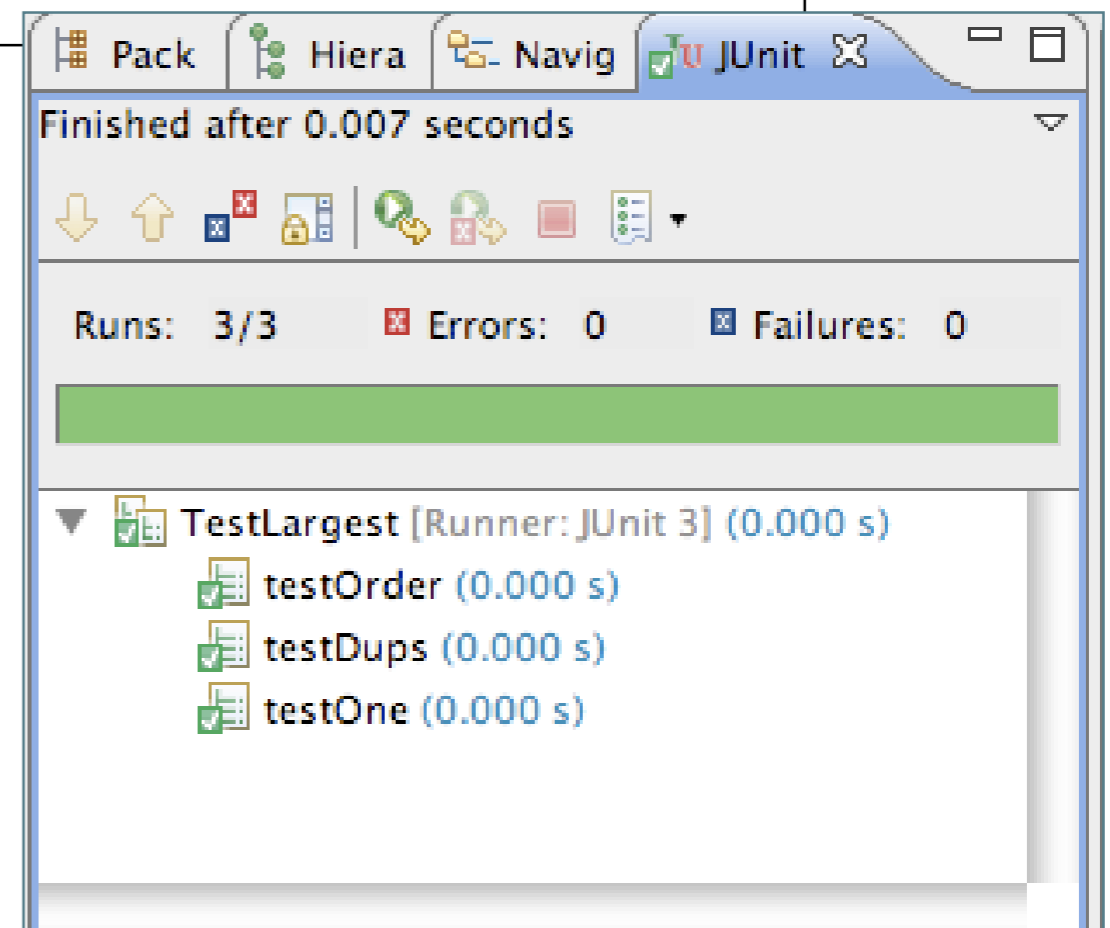 Pack Hiera Navig JUnit
Finished after 0.007 seconds
Runs: 3/3 Errors: 0 Failures: 0
TestLargest [Runner: JUnit 3] (0.000 s)
testOrder (0.000 s)
testDups (0.000 s)
testOne (0.000 s)